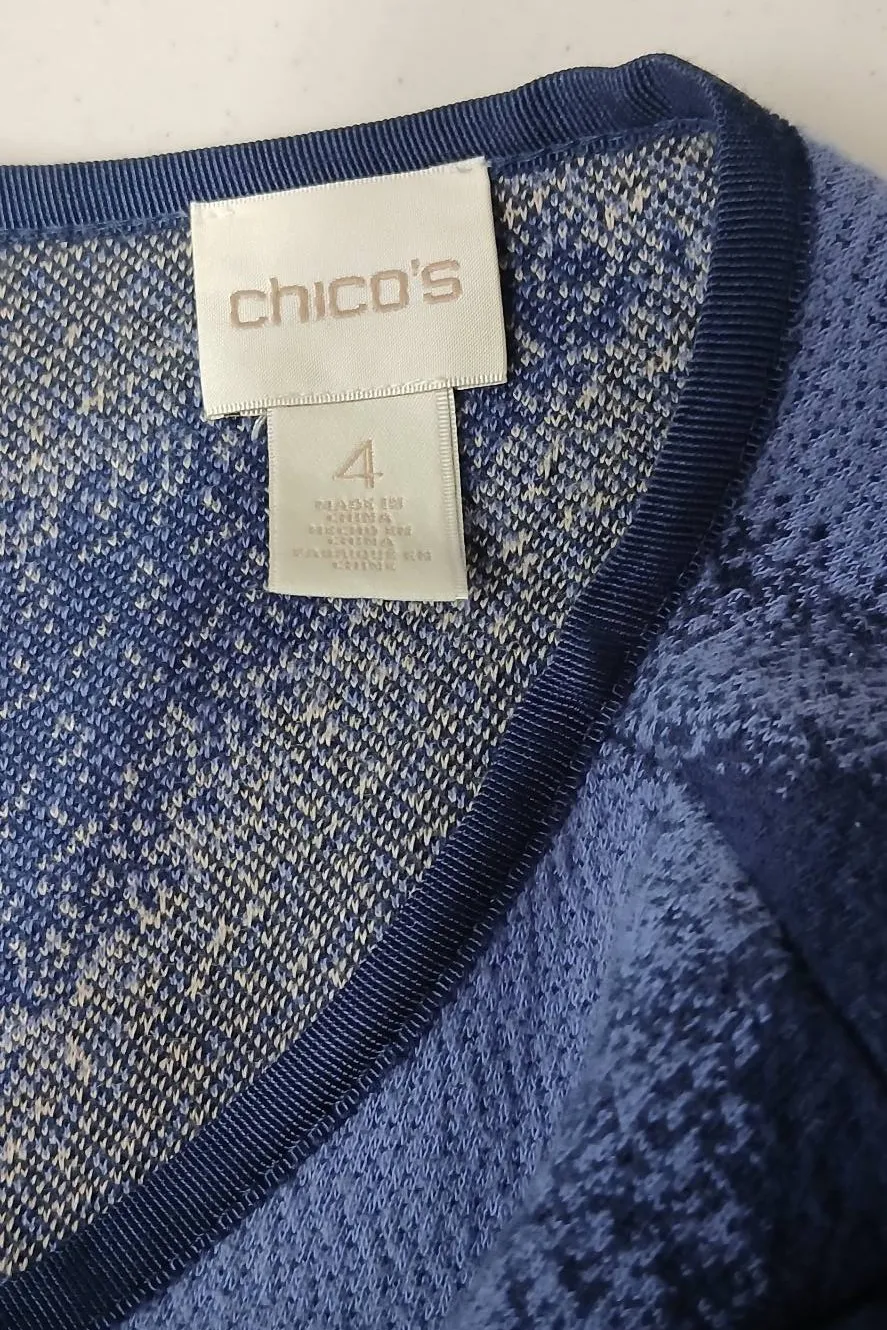 chico's
4
MADE IN
CHINA
HECHO EN
CHINA
FABRIQUE EN
CHINE